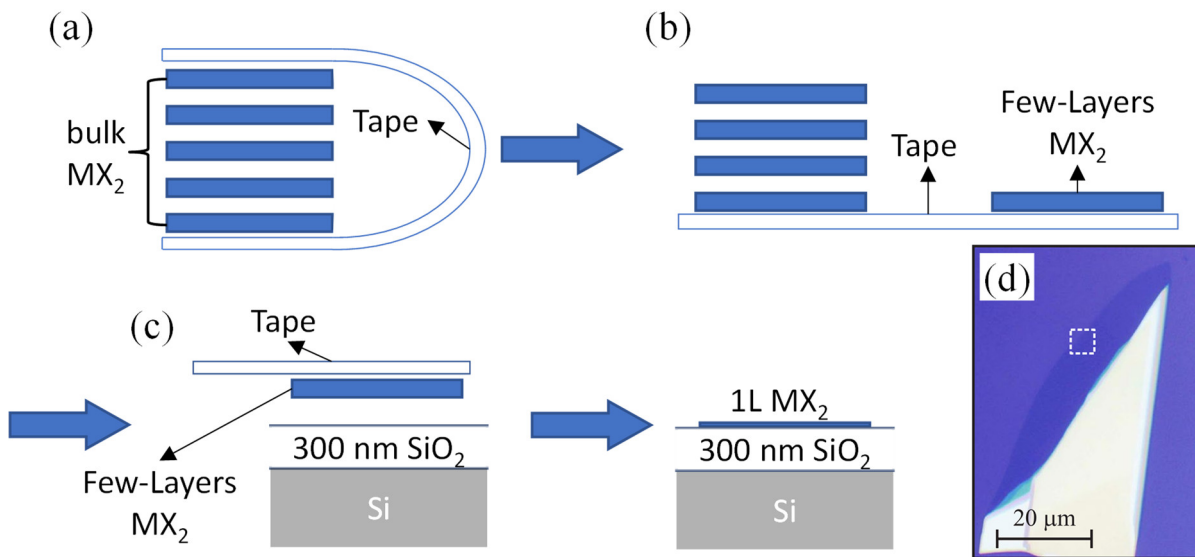 (a)
bulk
MX₂
Tape
(b)
Few-Layers
MX₂
Tape
(c)
Tape
Few-Layers
MX₂
300 nm SiO₂
Si
1L MX₂
300 nm SiO₂
Si
(d)
20 µm